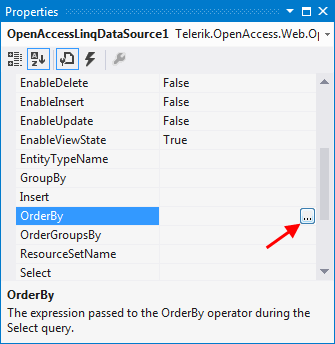 Properties
OpenAccessLinqDataSource1 Telerik.OpenAccess.Web.Op
EnableDelete False
EnableInsert False
EnableUpdate False
EnableViewState True
EntityTypeName
GroupBy
Insert
OrderBy ...
OrderGroupsBy
ResourceSetName
Select
OrderBy
The expression passed to the OrderBy operator during the
Select query.